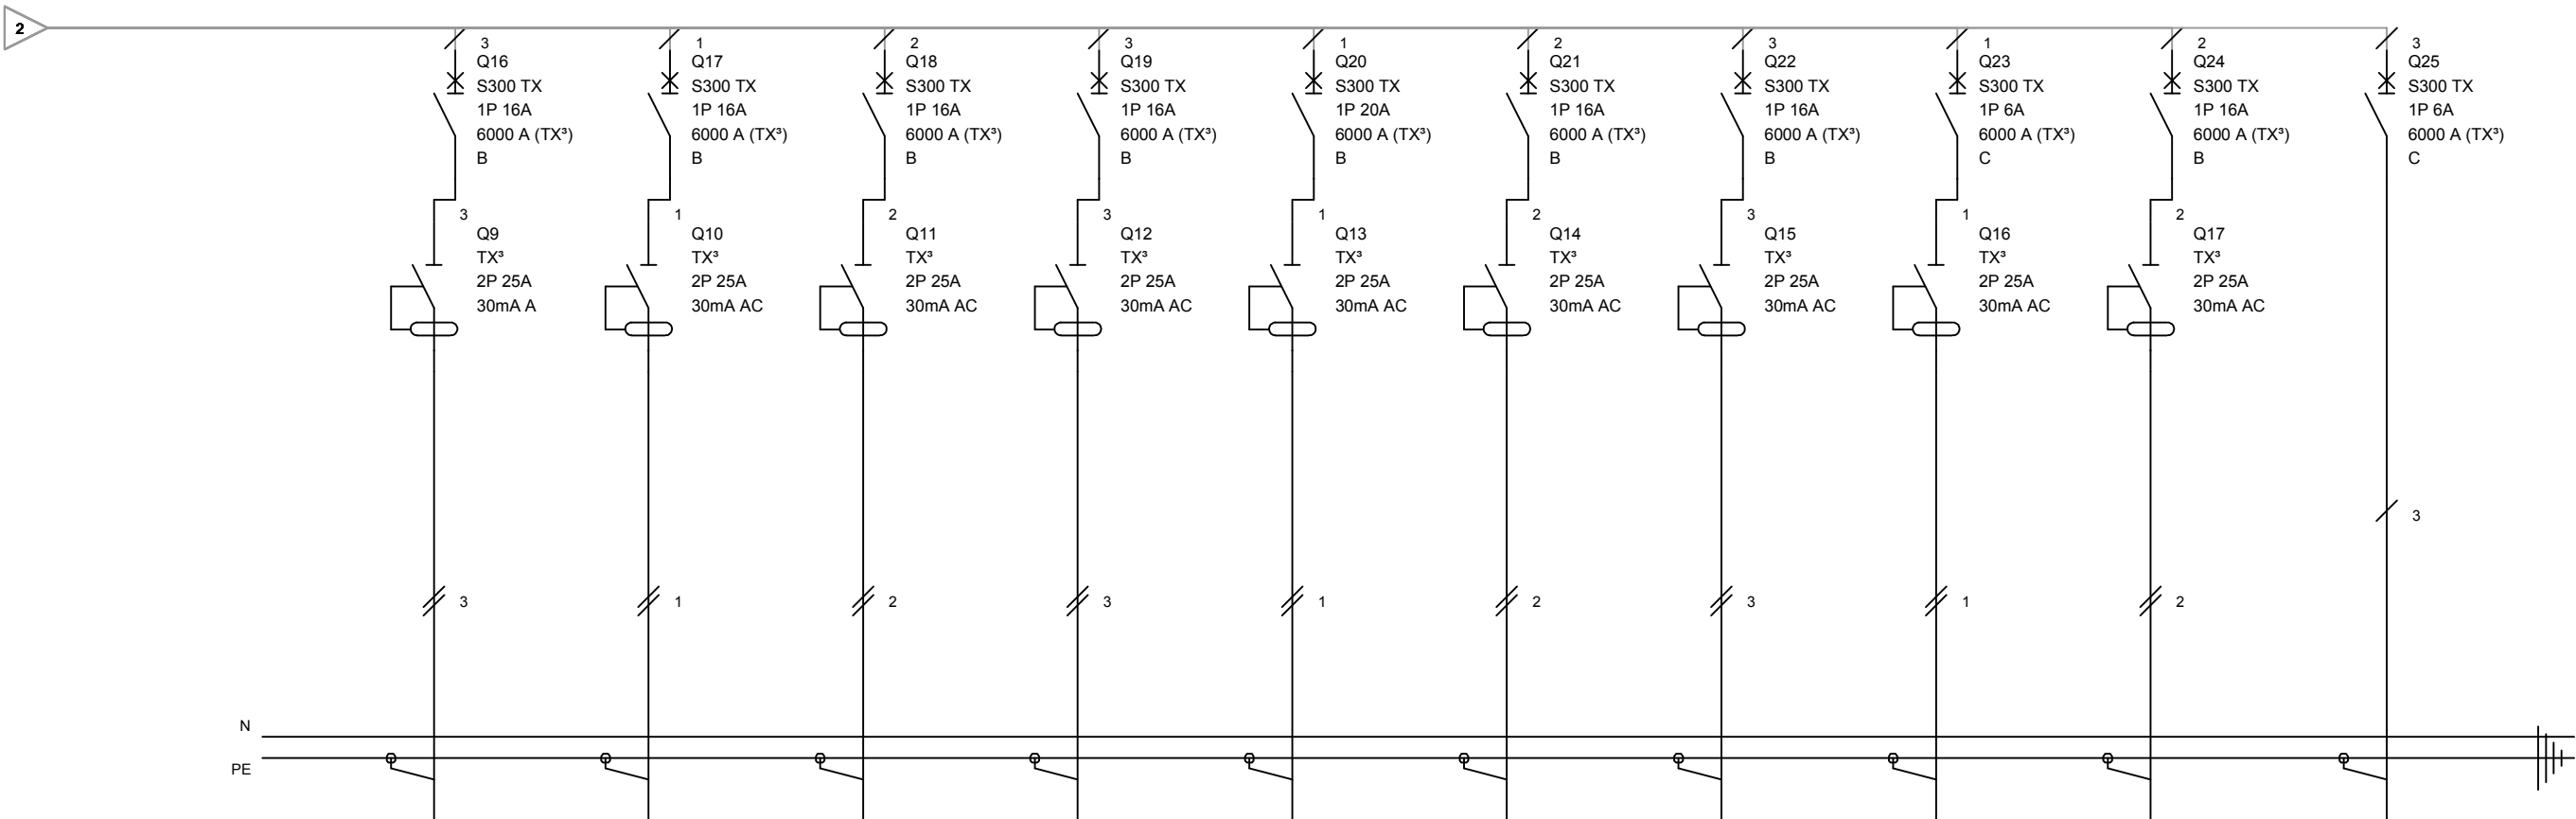 2
3
Q16
S300 TX
1P 16A
6000 A (TX³)
B
3
Q9
TX³
2P 25A
30mA A
3
1
Q17
S300 TX
1P 16A
6000 A (TX³)
B
1
Q10
TX³
2P 25A
30mA AC
1
2
Q18
S300 TX
1P 16A
6000 A (TX³)
B
2
Q11
TX³
2P 25A
30mA AC
2
3
Q19
S300 TX
1P 16A
6000 A (TX³)
B
3
Q12
TX³
2P 25A
30mA AC
3
1
Q20
S300 TX
1P 20A
6000 A (TX³)
B
1
Q13
TX³
2P 25A
30mA AC
1
2
Q21
S300 TX
1P 16A
6000 A (TX³)
B
2
Q14
TX³
2P 25A
30mA AC
2
3
Q22
S300 TX
1P 16A
6000 A (TX³)
B
3
Q15
TX³
2P 25A
30mA AC
3
1
Q23
S300 TX
1P 6A
6000 A (TX³)
C
1
Q16
TX³
2P 25A
30mA AC
1
2
Q24
S300 TX
1P 16A
6000 A (TX³)
B
2
Q17
TX³
2P 25A
30mA AC
2
3
Q25
S300 TX
1P 6A
6000 A (TX³)
C
3
N
PE